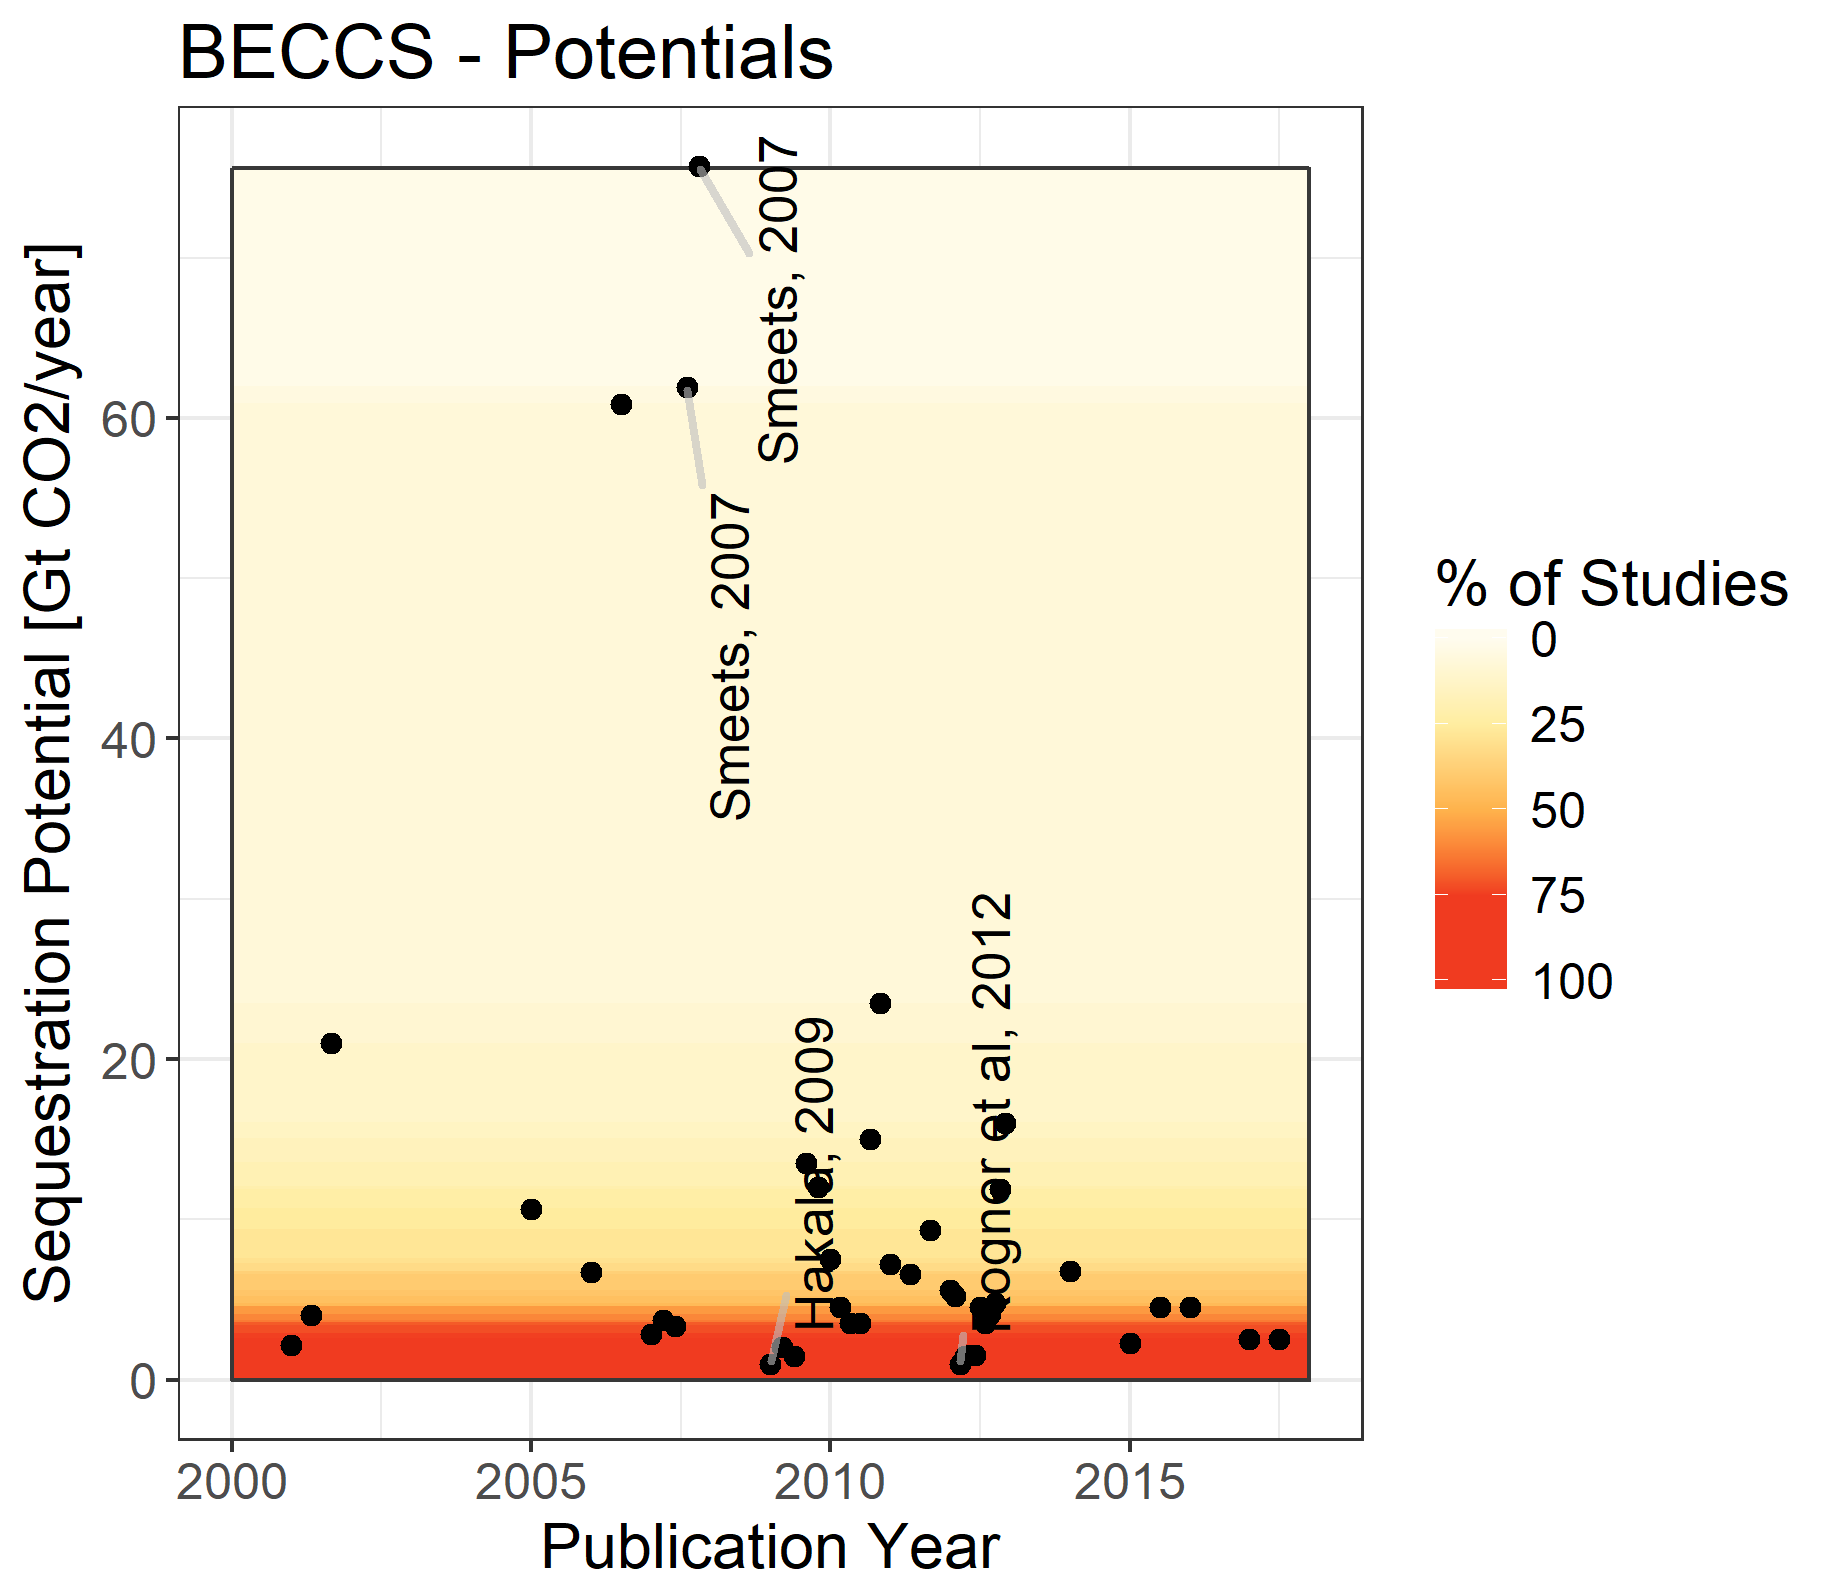 BECCS - Potentials
Sequestration Potential [Gt CO2/year]
60
40
20
0
Smeets, 2007
Smeets, 2007
Hakala, 2009
Rogner et al, 2012
2000
2005
2010
2015
Publication Year
% of Studies
0
25
50
75
100